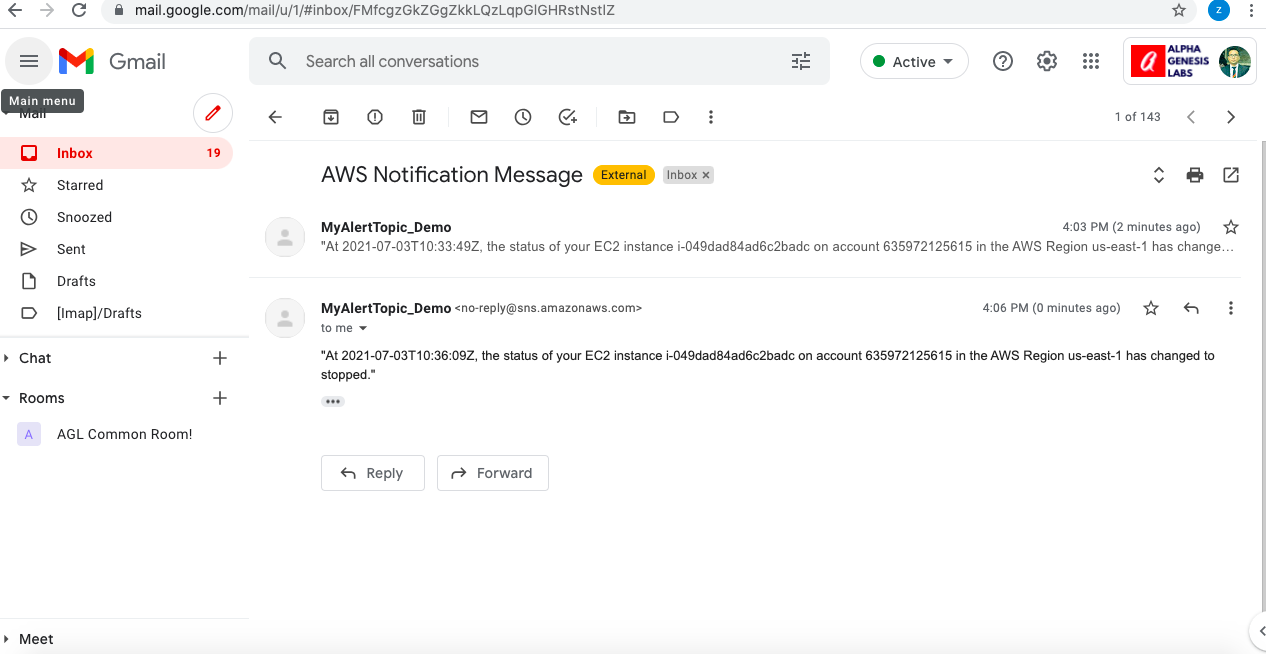 mail.google.com/mail/u/1/#inbox/FMfcgzGkZGgZkkLQzLqpGlGHRstNstlZ
z
Gmail
Search all conversations
Active
ALPHA
GENESIS
LABS
Main menu
Mail
1 of 143
Inbox 19
Starred
Snoozed
Sent
Drafts
[Imap]/Drafts
Chat
Rooms
A AGL Common Room!
Meet
AWS Notification Message External Inbox x
MyAlertTopic_Demo 4:03 PM (2 minutes ago)
"At 2021-07-03T10:33:49Z, the status of your EC2 instance i-049dad84ad6c2badc on account 635972125615 in the AWS Region us-east-1 has change…
MyAlertTopic_Demo <no-reply@sns.amazonaws.com> 4:06 PM (0 minutes ago)
to me
"At 2021-07-03T10:36:09Z, the status of your EC2 instance i-049dad84ad6c2badc on account 635972125615 in the AWS Region us-east-1 has changed to
stopped."
Reply Forward